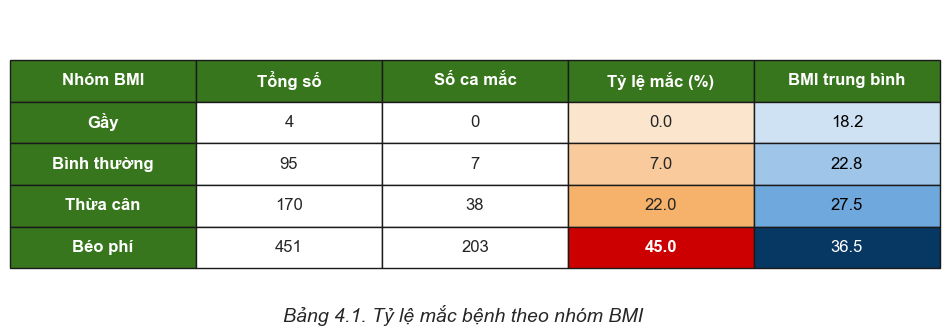 Nhóm BMI Tổng số Số ca mắc Tỷ lệ mắc (%) BMI trung bình
Gầy 4 0 0.0 18.2
Bình thường 95 7 7.0 22.8
Thừa cân 170 38 22.0 27.5
Béo phí 451 203 45.0 36.5
Bảng 4.1. Tỷ lệ mắc bệnh theo nhóm BMI